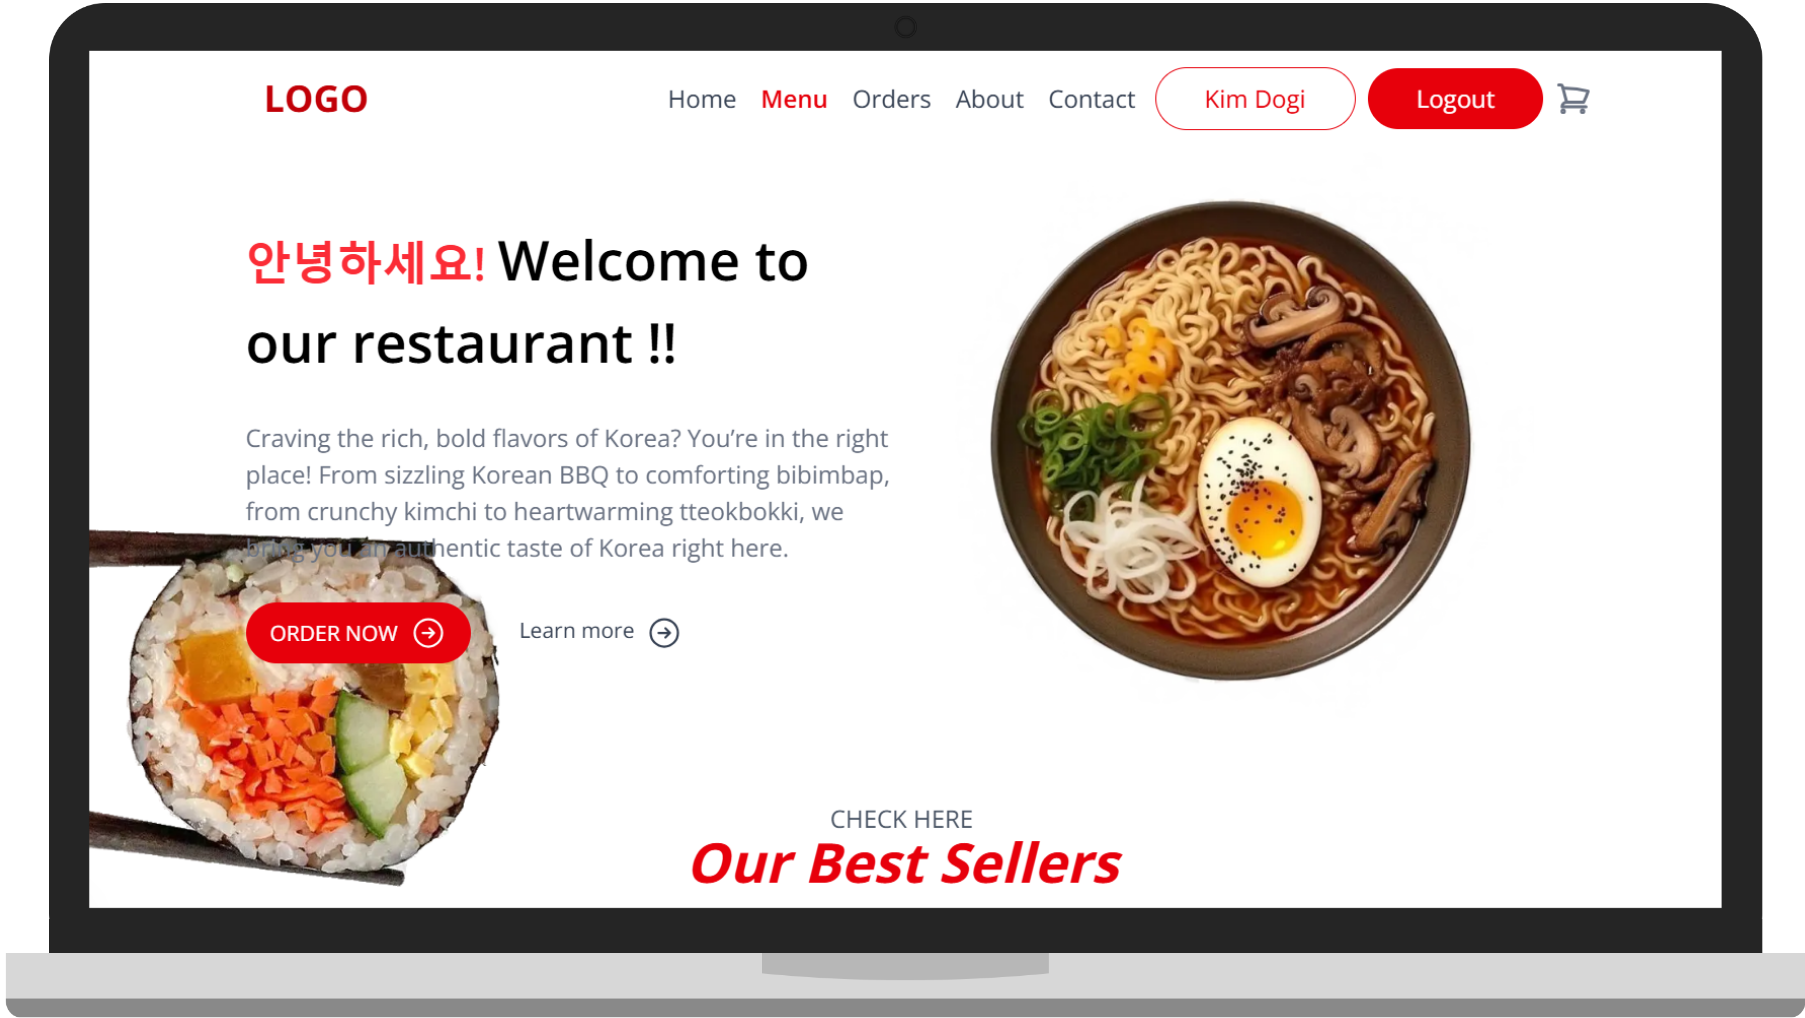 LOGO
Home Menu Orders About Contact Kim Dogi Logout
안녕하세요! Welcome to
our restaurant !!
Craving the rich, bold flavors of Korea? You’re in the right
place! From sizzling Korean BBQ to comforting bibimbap,
from crunchy kimchi to heartwarming tteokbokki, we
bring you an authentic taste of Korea right here.
ORDER NOW Learn more
CHECK HERE
Our Best Sellers